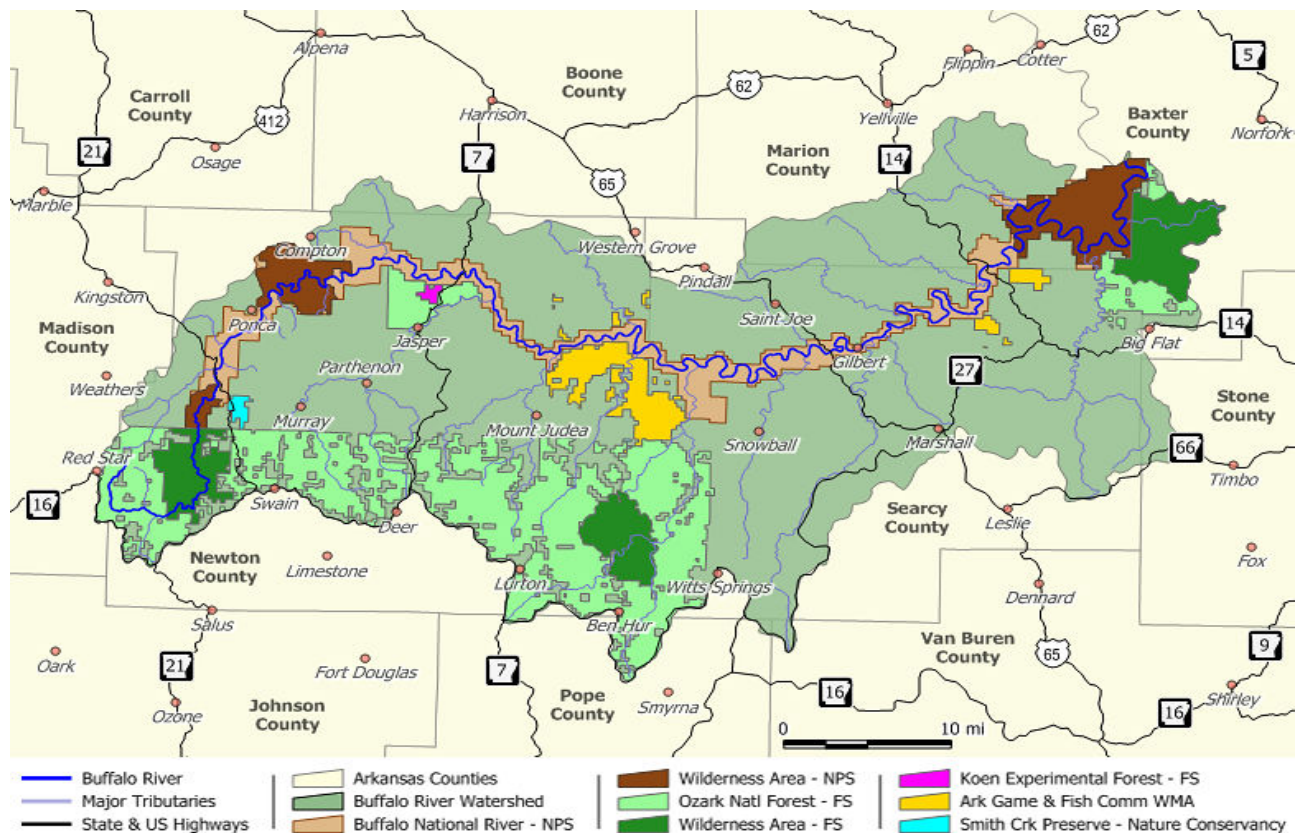 62
Alpena
Flippin
Cotter
5
Boone
County
Carroll
County
62
Harrison
Yellville
Baxter
County
412
Norfork
21
Osage
7
Marion
County
14
65
Marble
Compton
Western Grove
Kingston
Pindall
Madison
County
Ponca
Saint-Joe
14
Jasper
Gilbert
Big Flat
Weathers
Parthenon
27
Murray
Mount Judea
Snowball
Marshall
Stone
County
Red Star
66
Timbo
16
Swain
Deer
Searcy
County
Leslie
Newton
County
Limestone
Lurton
Witts Springs
Fox
Dennard
Salus
Ben Hur
Van Buren
County
Oark
21
Fort Douglas
7
65
9
Johnson
County
Pope
County
Smyrna
16
16
Shirley
Ozone
0
10 mi
Buffalo River
Major Tributaries
State & US Highways
Arkansas Counties
Buffalo River Watershed
Buffalo National River - NPS
Wilderness Area - NPS
Ozark Natl Forest - FS
Wilderness Area - FS
Koen Experimental Forest - FS
Ark Game & Fish Comm WMA
Smith Crk Preserve - Nature Conservancy